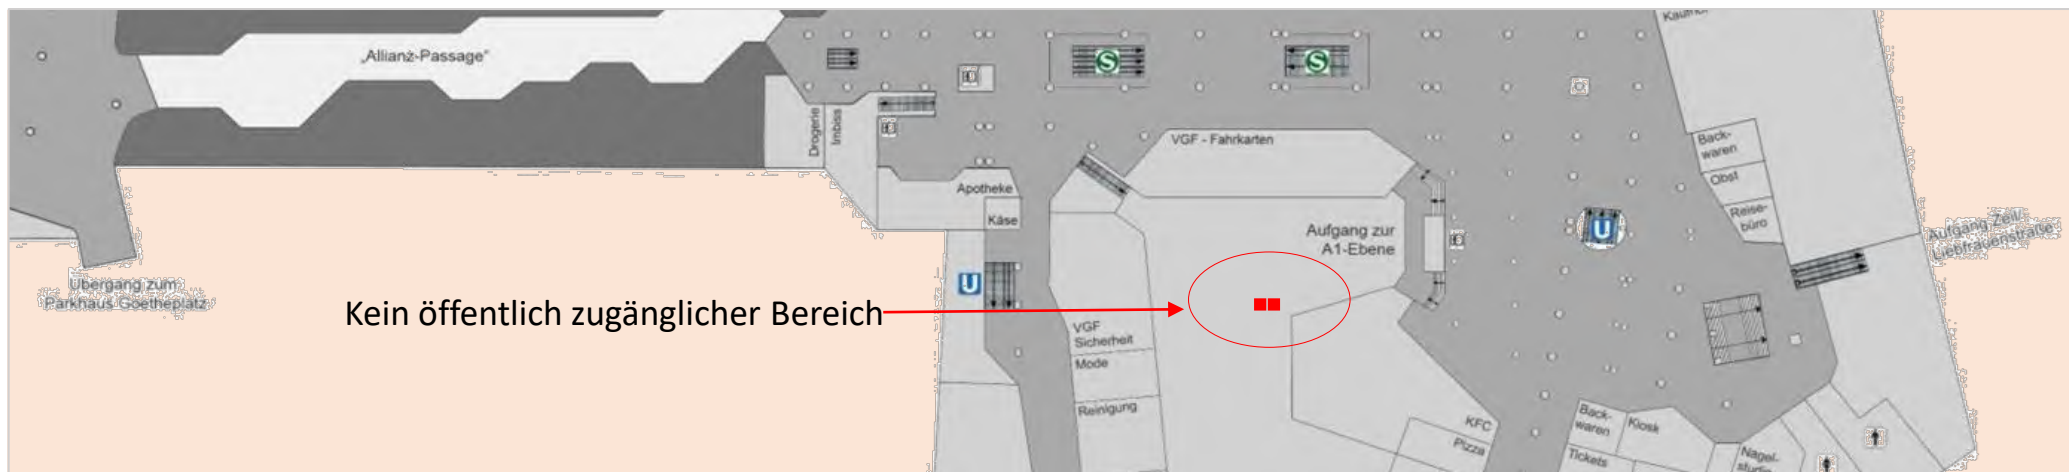 „Allianz-Passage"
Drogerie
Imbiss
Apotheke
Käse
VGF - Fahrkarten
S
S
Back-
waren
Obst
Reise-
büro
Aufgang Zeil/
Liebfrauenstraße
U
U
Aufgang zur
A1-Ebene
Übergang zum
Parkhaus Goetheplatz
Kein öffentlich zugänglicher Bereich
VGF
Sicherheit
Mode
Reinigung
KFC
Pizza
Back-
waren
Kiosk
Tickets
Nagel-